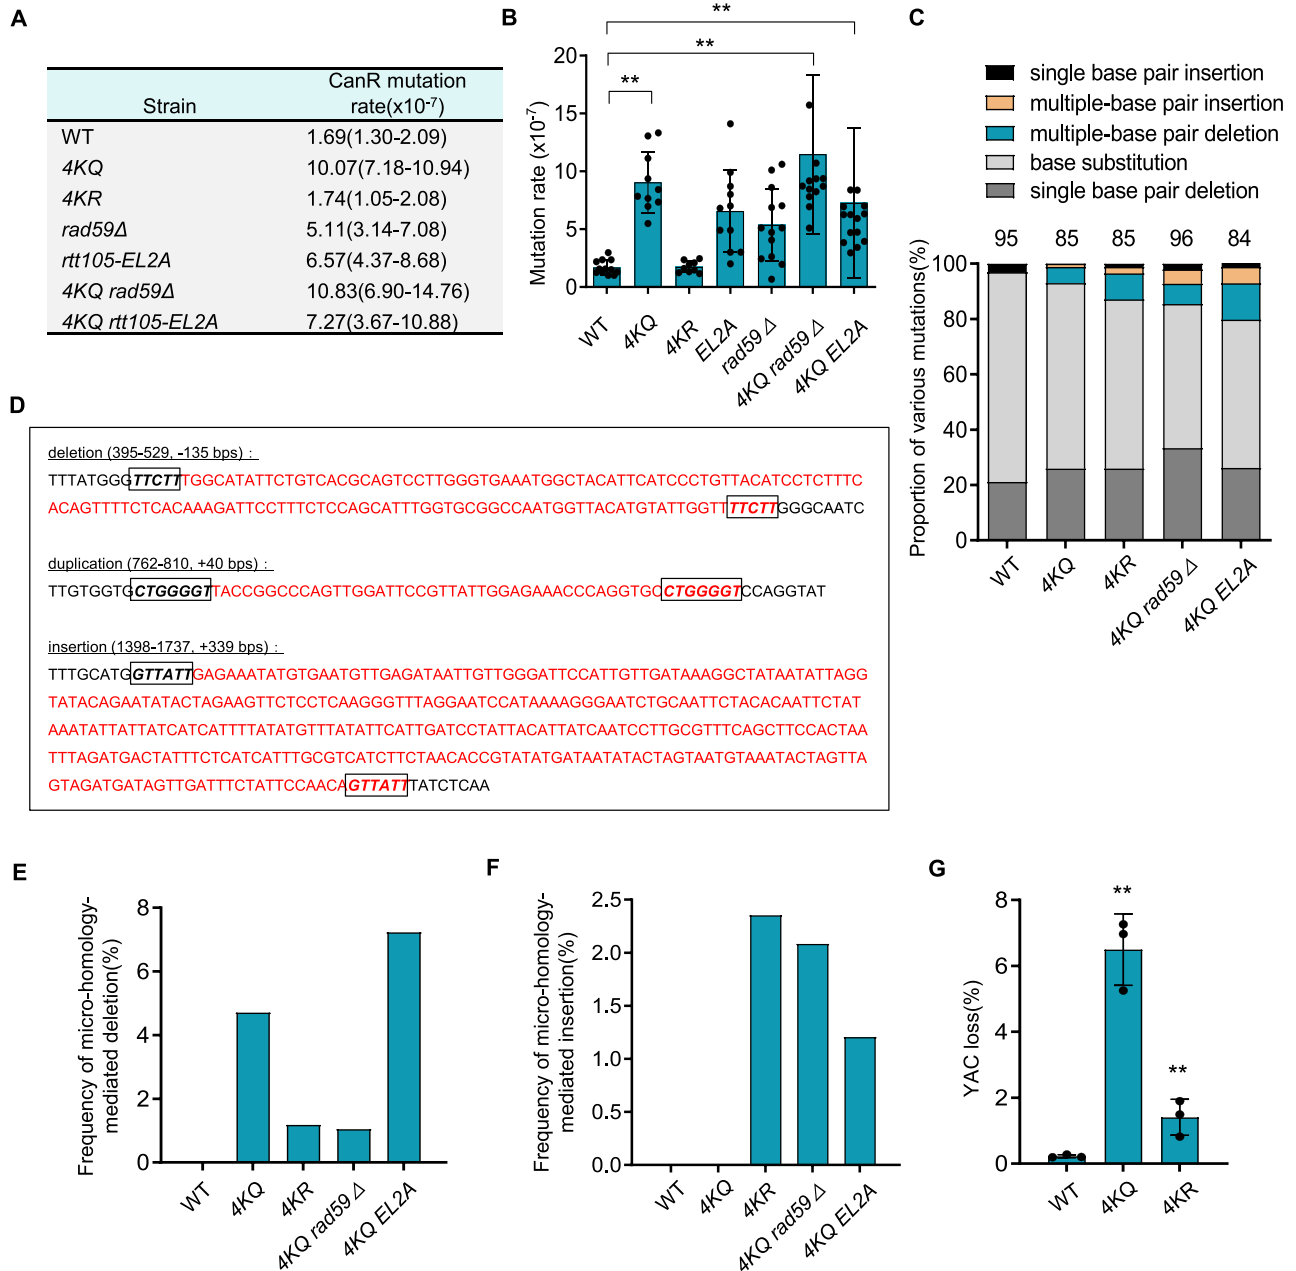 A
Strain
CanR mutation
rate(x10⁻⁷)
WT 1.69(1.30-2.09)
4KQ 10.07(7.18-10.94)
4KR 1.74(1.05-2.08)
rad59Δ 5.11(3.14-7.08)
rtt105-EL2A 6.57(4.37-8.68)
4KQ rad59Δ 10.83(6.90-14.76)
4KQ rtt105-EL2A 7.27(3.67-10.88)
B
**
**
**
Mutation rate (x10⁻⁷)
20
15
10
5
0
WT
4KQ
4KR
EL2A
rad59 Δ
4KQ rad59 Δ
4KQ EL2A
C
single base pair insertion
multiple-base pair insertion
multiple-base pair deletion
base substitution
single base pair deletion
95 85 85 96 84
Proportion of various mutations(%)
100
80
60
40
20
0
WT
4KQ
4KR
4KQ rad59 Δ
4KQ EL2A
D
deletion (395-529, -135 bps) :
TTTATGGGTTCTTTGGCATATTCTGTCACGCAGTCCTTGGGTGAAATGGCTACATTCATCCCTGTTACATCCTCTTTC
ACAGTTTTCTCACAAAGATTCCTTTCTCCAGCATTTGGTGCGGCCAATGGTTACATGTATTGGTTTTCTTGGGCAATC
duplication (762-810, +40 bps) :
TTGTGGTGCTGGGGTTACCGGCCCAGTTGGATTCCGTTATTGGAGAAACCCAGGTGCCTGGGGTCCAGGTAT
insertion (1398-1737, +339 bps) :
TTTGCATGGTTATTGAGAAATATGTGAATGTTGAGATAATTGTTGGGATTCCATTGTTGATAAAGGCTATAATATTAGG
TATACAGAATATACTAGAAGTTCTCCTCAAGGGTTTAGGAATCCATAAAAGGGAATCTGCAATTCTACACAATTCTAT
AAATATTATTATCATCATTTTATATGTTTATATTCATTGATCCTATTACATTATCAATCCTTGCGTTTCAGCTTCCACTAA
TTTAGATGACTATTTCTCATCATTTGCGTCATCTTCTAACACCGTATATGATAATATACTAGTAATGTAAATACTAGTTA
GTAGATGATAGTTGATTTCTATTCCAACAGTTATTTATCTCAA
E
Frequency of micro-homology-
mediated deletion(%)
8
6
4
2
0
WT
4KQ
4KR
4KQ rad59 Δ
4KQ EL2A
F
Frequency of micro-homology-
mediated insertion(%)
2.5
2.0
1.5
1.0
0.5
0.0
WT
4KQ
4KR
4KQ rad59 Δ
4KQ EL2A
G
**
**
YAC loss(%)
8
6
4
2
0
WT
4KQ
4KR